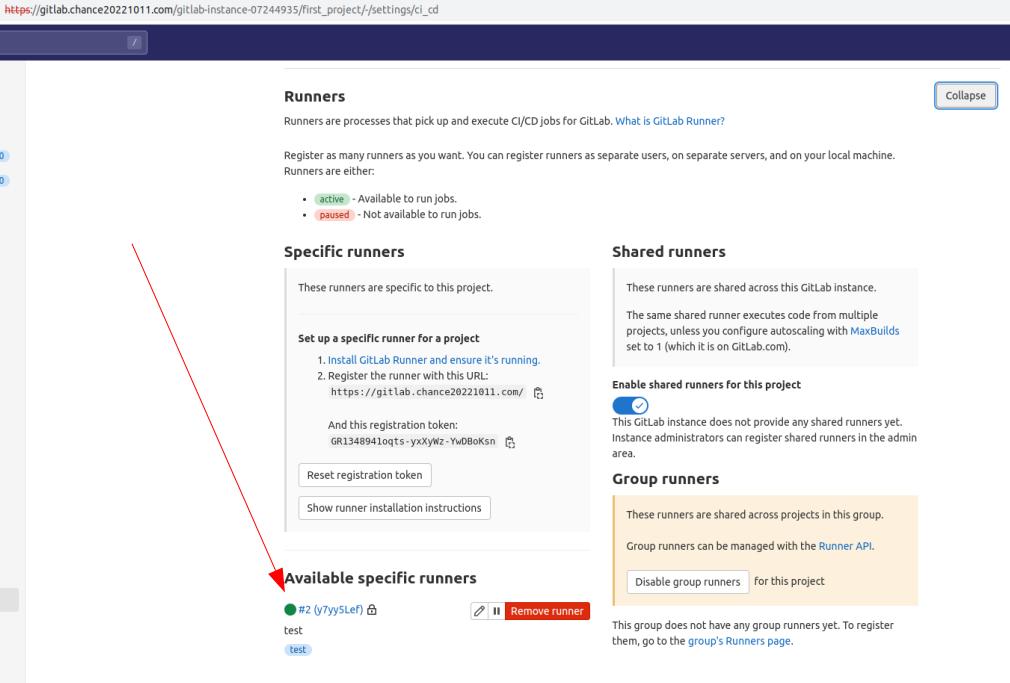 https://gitlab.chance20221011.com/gitlab-instance-07244935/first_project/-/settings/ci_cd
/
0
0
Runners
Collapse
Runners are processes that pick up and execute CI/CD jobs for GitLab. What is GitLab Runner?
Register as many runners as you want. You can register runners as separate users, on separate servers, and on your local machine.
Runners are either:
• active - Available to run jobs.
• paused - Not available to run jobs.
Specific runners
These runners are specific to this project.
Set up a specific runner for a project
1. Install GitLab Runner and ensure it's running.
2. Register the runner with this URL:
https://gitlab.chance20221011.com/
And this registration token:
GR1348941oqts-yxXyWz-YwDBoKsn
Reset registration token
Show runner installation instructions
Available specific runners
#2 (y7yy5Lef)
Remove runner
test
test
Shared runners
These runners are shared across this GitLab instance.
The same shared runner executes code from multiple
projects, unless you configure autoscaling with MaxBuilds
set to 1 (which it is on GitLab.com).
Enable shared runners for this project
This GitLab instance does not provide any shared runners yet.
Instance administrators can register shared runners in the admin
area.
Group runners
These runners are shared across projects in this group.
Group runners can be managed with the Runner API.
Disable group runners for this project
This group does not have any group runners yet. To register
them, go to the group's Runners page.